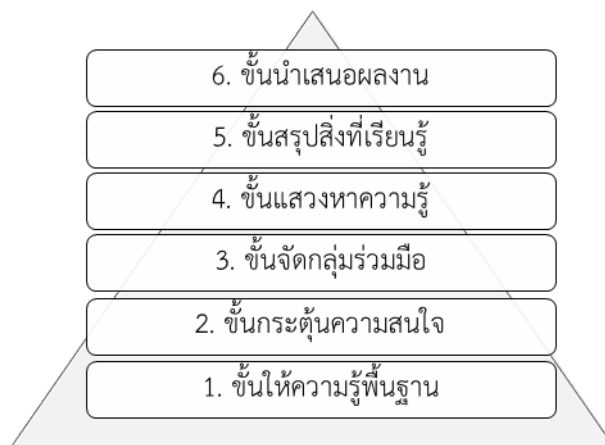 6. ขั้นนำเสนอผลงาน
5. ขั้นสรุปสิ่งที่เรียนรู้
4. ขั้นแสวงหาความรู้
3. ขั้นจัดกลุ่มร่วมมือ
2. ขั้นกระตุ้นความสนใจ
1. ขั้นให้ความรู้พื้นฐาน